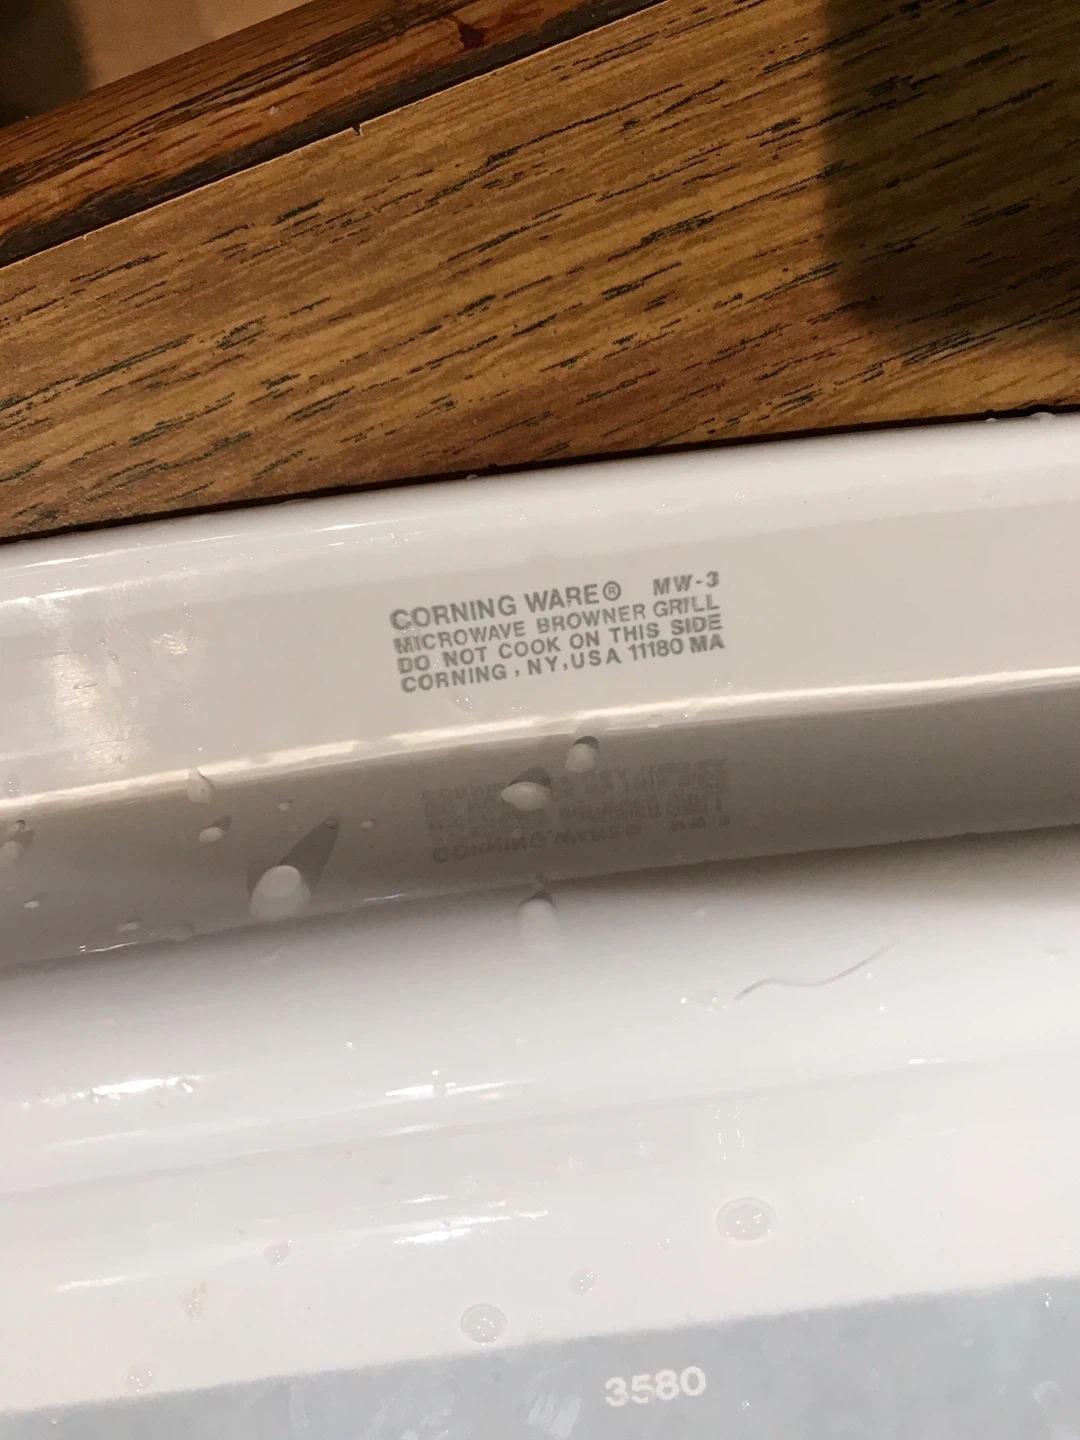 CORNING WARE® MW-3
MICROWAVE BROWNER GRILL
DO NOT COOK ON THIS SIDE
CORNING, NY, USA 11180 MA
3580